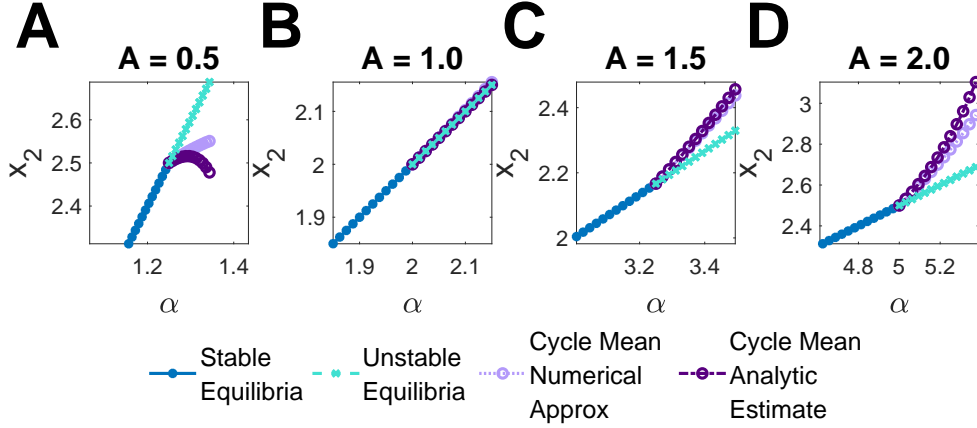 A
B
C
D
A = 0.5
A = 1.0
A = 1.5
A = 2.0
x2
2.6
2.5
2.4
1.2
1.4
α
x2
2.1
2
1.9
1.9
2
2.1
α
x2
2.4
2.2
2
3.2
3.4
α
x2
3
2.8
2.6
2.4
4.8
5
5.2
α
Stable
Equilibria
Unstable
Equilibria
Cycle Mean
Numerical
Approx
Cycle Mean
Analytic
Estimate